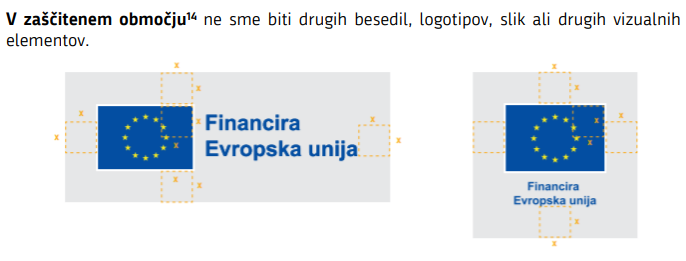 V zaščitenem območju¹⁴ ne sme biti drugih besedil, logotipov, slik ali drugih vizualnih
elementov.
x
x
x
x
x
x
x
x
x
x
Financira
Evropska unija
x
x
x
x
x
x
x
Financira
Evropska unija
x
x